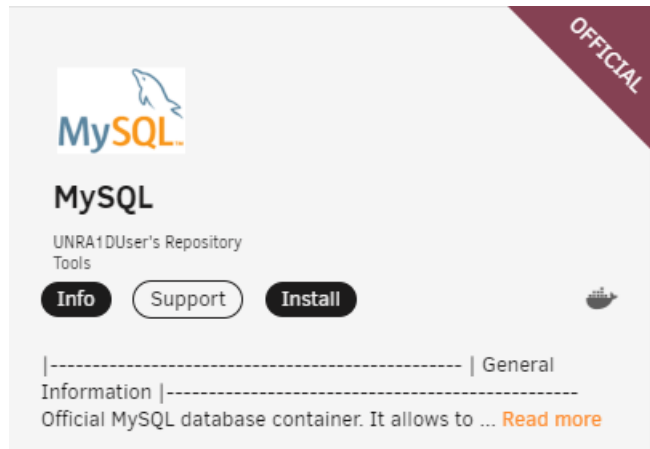 OFFICIAL
MySQL™
MySQL
UNRA1DUser's Repository
Tools
Info Support Install
|------------------------------------------------- | General
Information |-------------------------------------------------
Official MySQL database container. It allows to ... Read more